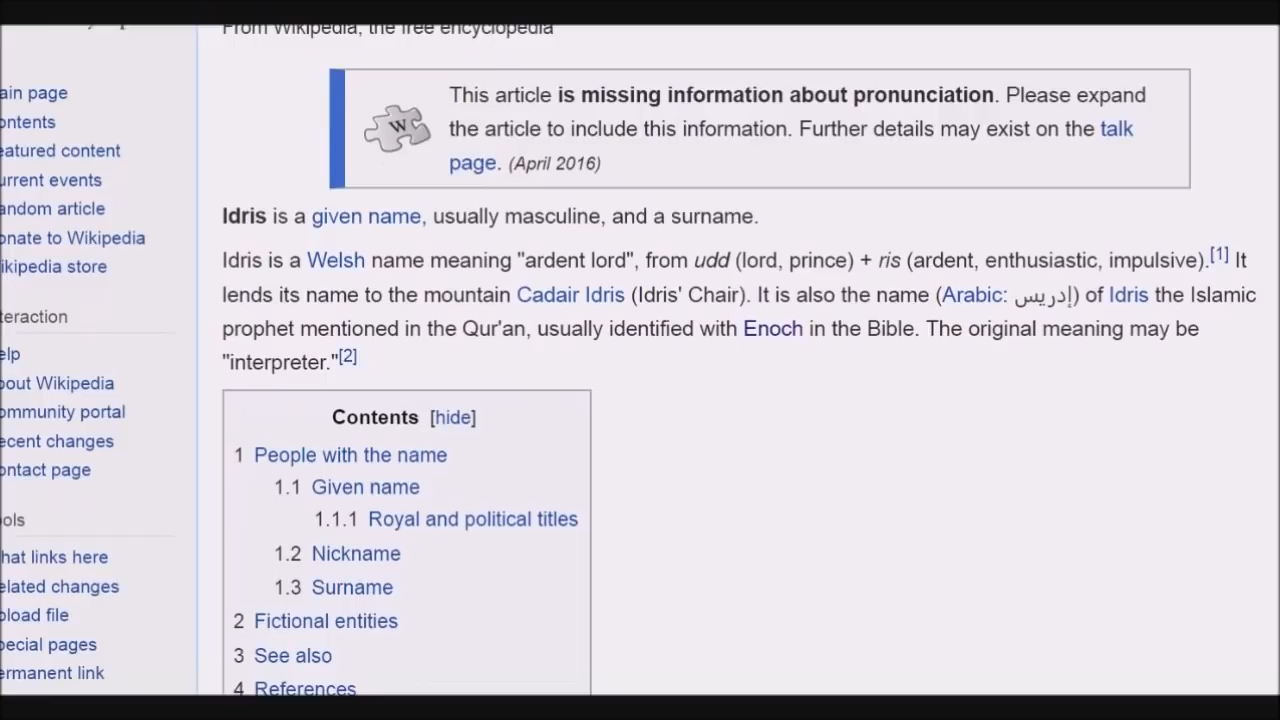 From Wikipedia, the free encyclopedia
This article is missing information about pronunciation. Please expand
the article to include this information. Further details may exist on the talk
page. (April 2016)
W
Idris is a given name, usually masculine, and a surname.
Idris is a Welsh name meaning "ardent lord", from udd (lord, prince) + ris (ardent, enthusiastic, impulsive).[1] It
lends its name to the mountain Cadair Idris (Idris' Chair). It is also the name (Arabic: إدريس) of Idris the Islamic
prophet mentioned in the Qur'an, usually identified with Enoch in the Bible. The original meaning may be
"interpreter."[2]
Contents [hide]
1 People with the name
1.1 Given name
1.1.1 Royal and political titles
1.2 Nickname
1.3 Surname
2 Fictional entities
3 See also
4 References
ain page
ontents
eatured content
urrent events
andom article
onate to Wikipedia
ikipedia store
teraction
elp
bout Wikipedia
ommunity portal
ecent changes
ontact page
ols
hat links here
elated changes
pload file
pecial pages
ermanent link